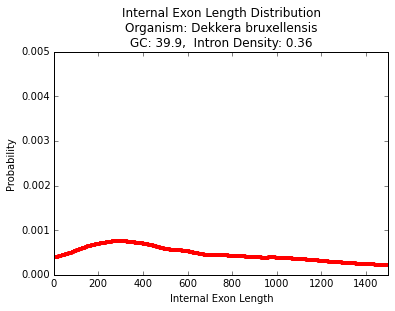 Internal Exon Length Distribution
Organism: Dekkera bruxellensis
GC: 39.9,  Intron Density: 0.36
0.005
0.004
0.003
0.002
0.001
0.000
Probability
0 200 400 600 800 1000 1200 1400
Internal Exon Length